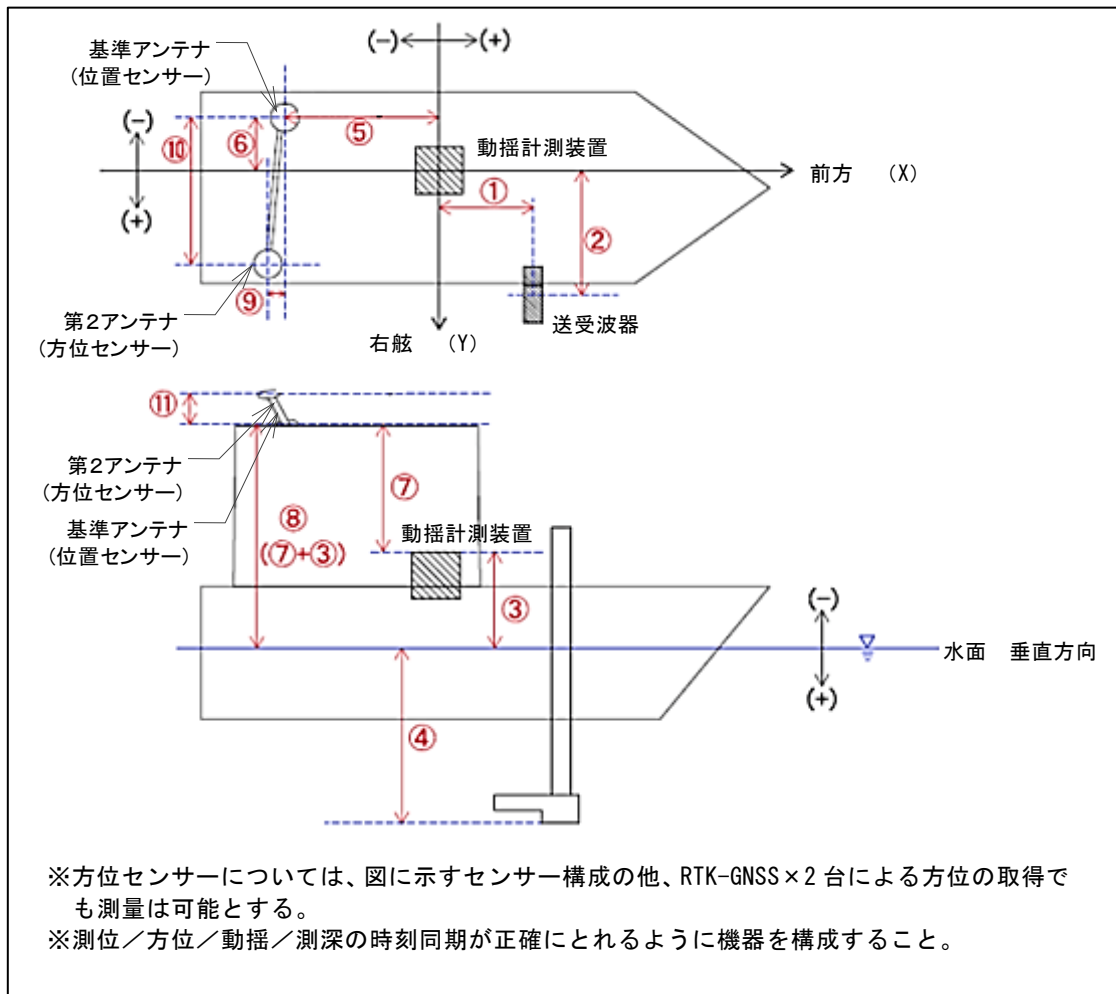 基準アンテナ
(位置センサー)
(-) (+)
(-)
(+)
⑩
⑥
⑤
動揺計測装置
前方 (X)
①
②
⑨
第2アンテナ
(方位センサー)
右舷 (Y)
送受波器
⑪
第2アンテナ
(方位センサー)
基準アンテナ
(位置センサー)
⑦
⑧
(⑦+③)
動揺計測装置
③
(-)
(+)
水面 垂直方向
④
※方位センサーについては、図に示すセンサー構成の他、RTK-GNSS×2台による方位の取得で
も測量は可能とする。
※測位/方位/動揺/測深の時刻同期が正確にとれるように機器を構成すること。